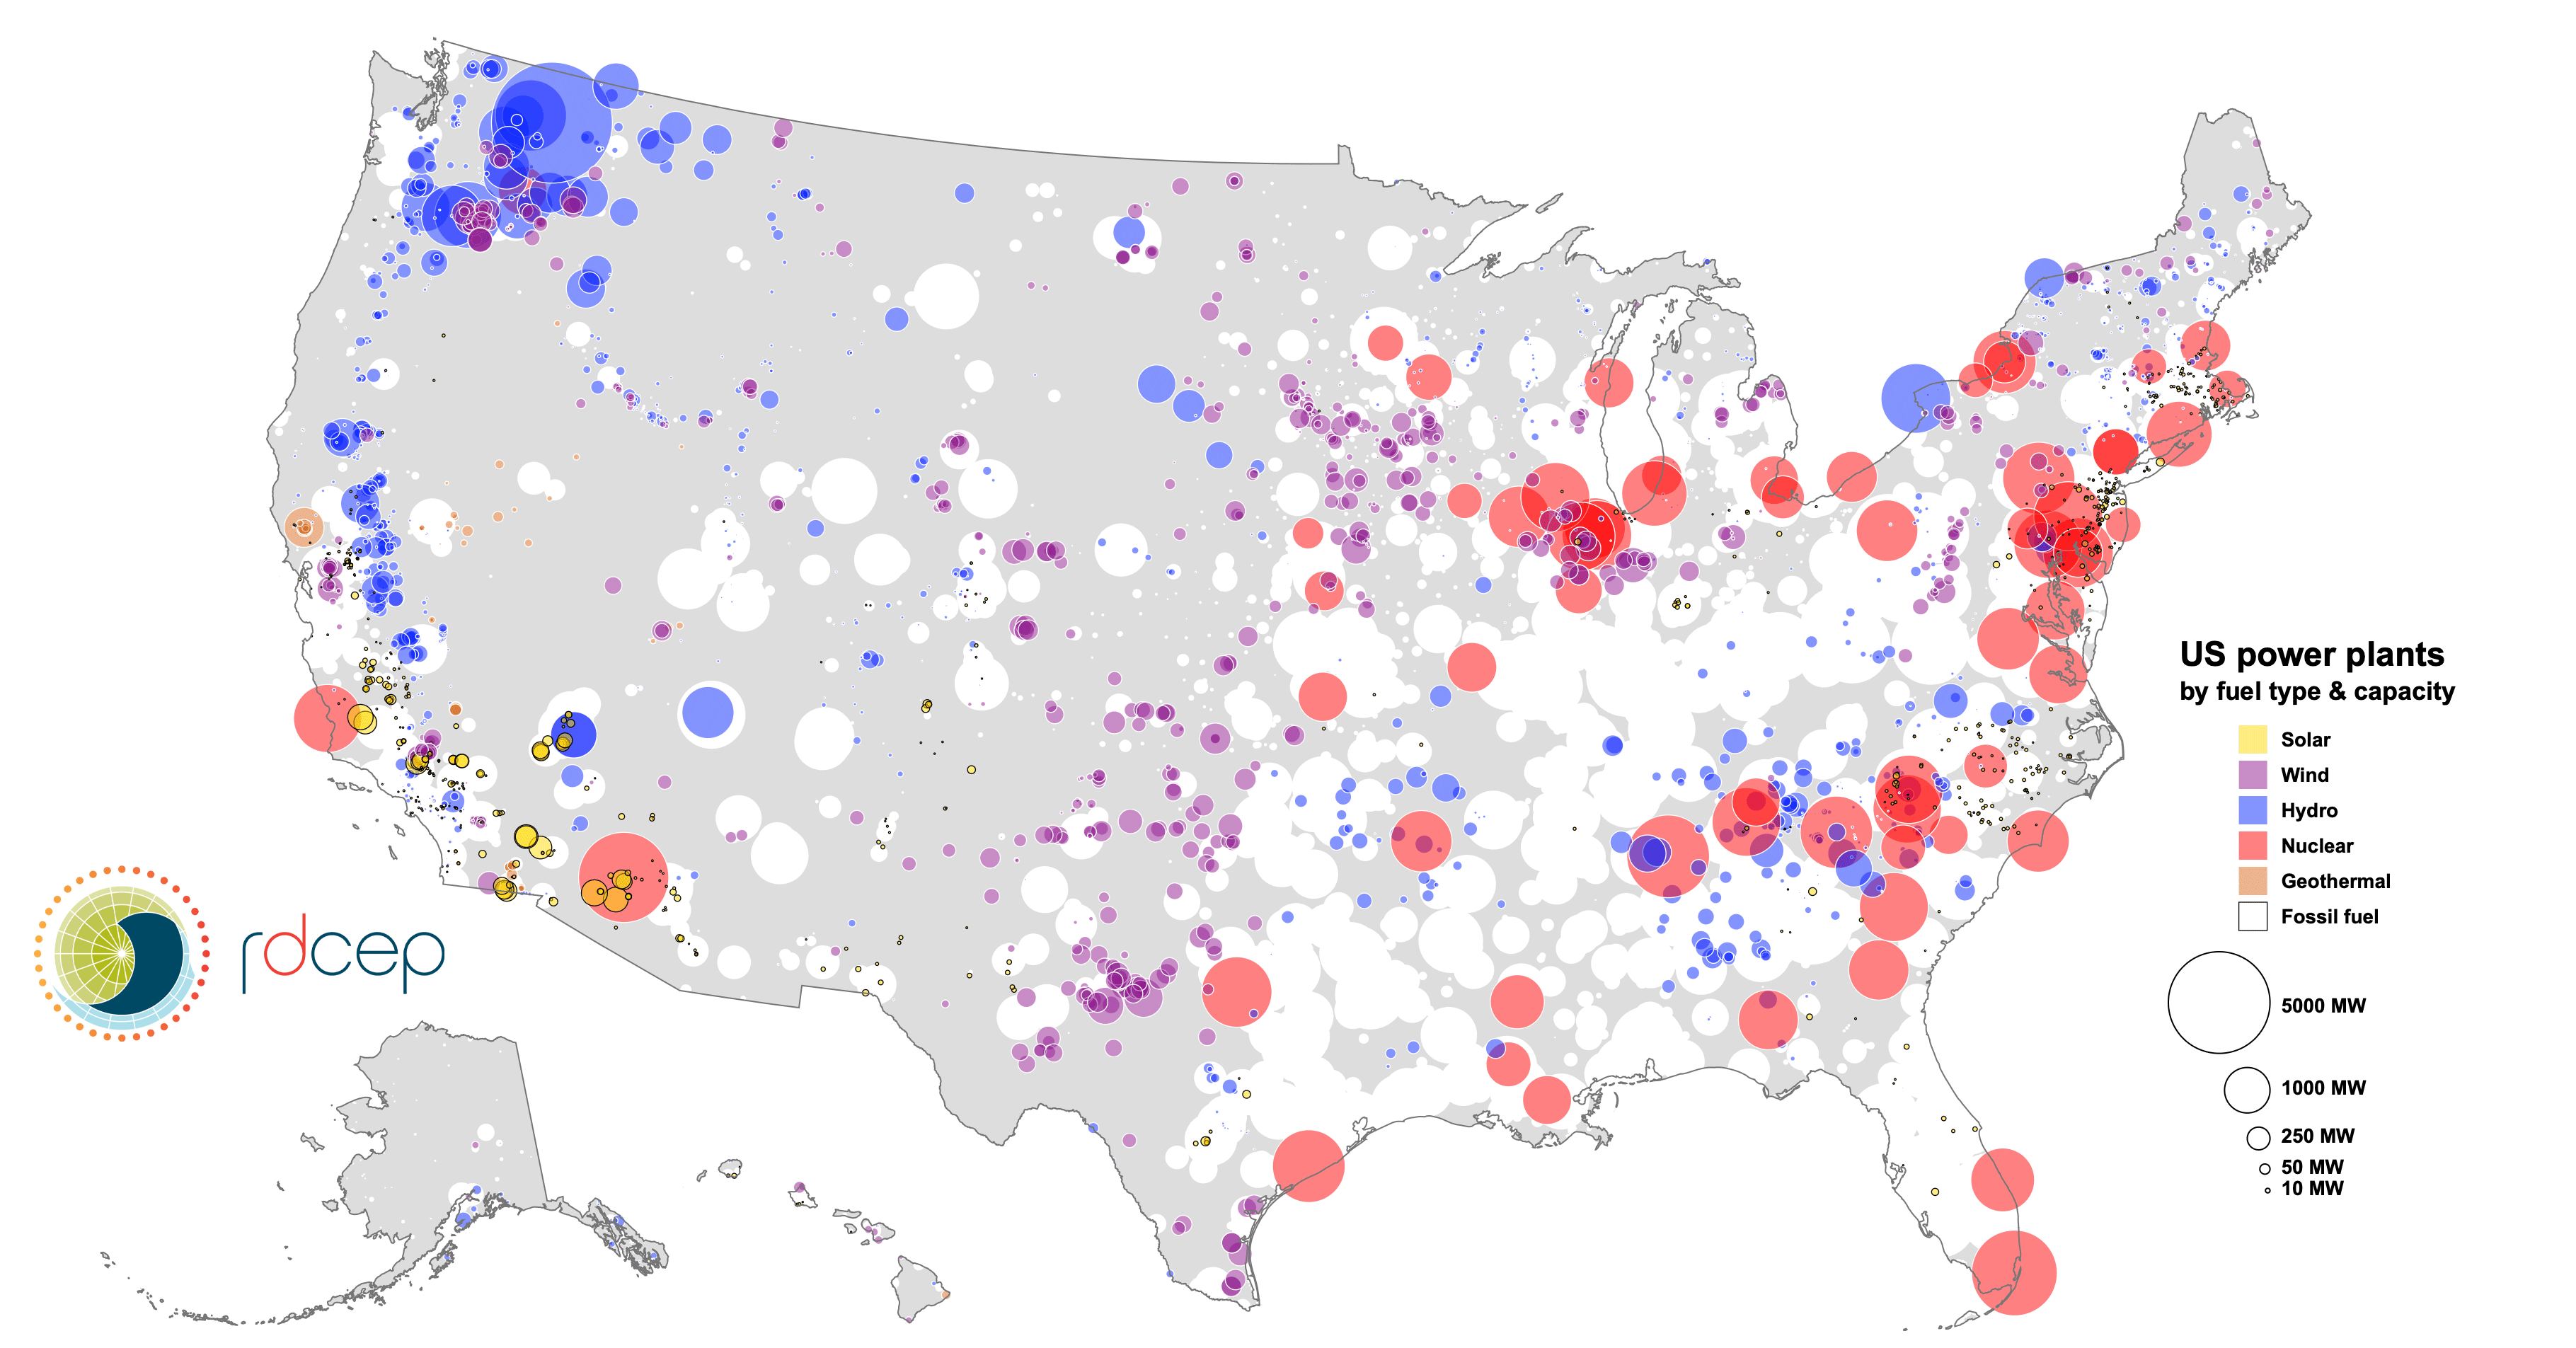 US power plants
by fuel type & capacity
Solar
Wind
Hydro
Nuclear
Geothermal
Fossil fuel
5000 MW
1000 MW
250 MW
50 MW
10 MW
rdcep